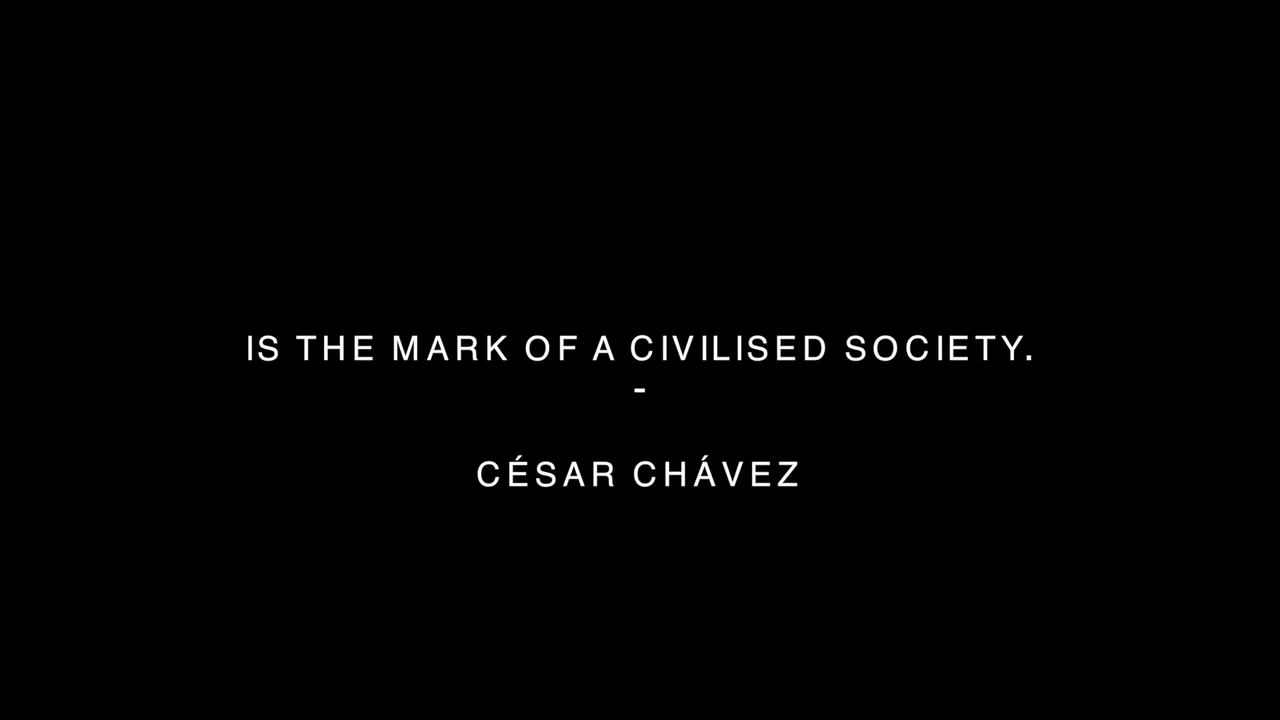 IS THE MARK OF A CIVILISED SOCIETY.
-
CÉSAR CHÁVEZ